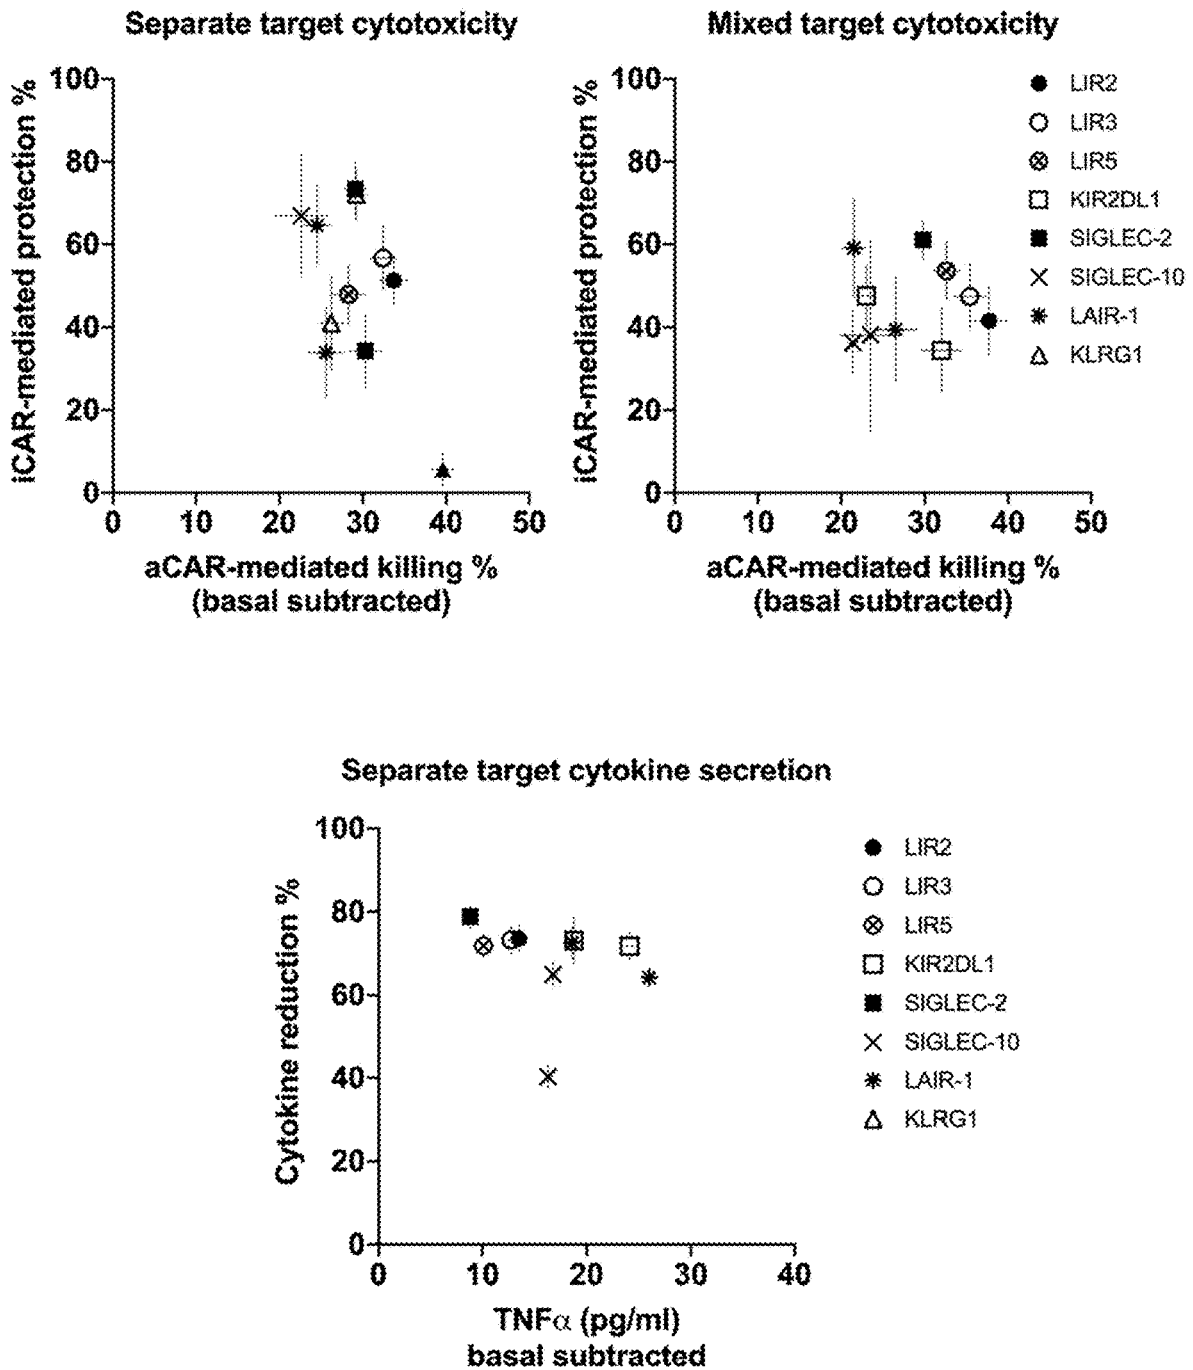 Separate target cytotoxicity
iCAR-mediated protection %
100
80
60
40
20
0
0 10 20 30 40 50
aCAR-mediated killing %
(basal subtracted)
Mixed target cytotoxicity
iCAR-mediated protection %
100
80
60
40
20
0
0 10 20 30 40 50
aCAR-mediated killing %
(basal subtracted)
LIR2
LIR3
LIR5
KIR2DL1
SIGLEC-2
SIGLEC-10
LAIR-1
KLRG1
Separate target cytokine secretion
Cytokine reduction %
100
80
60
40
20
0
0 10 20 30 40
TNFα (pg/ml)
basal subtracted
LIR2
LIR3
LIR5
KIR2DL1
SIGLEC-2
SIGLEC-10
LAIR-1
KLRG1